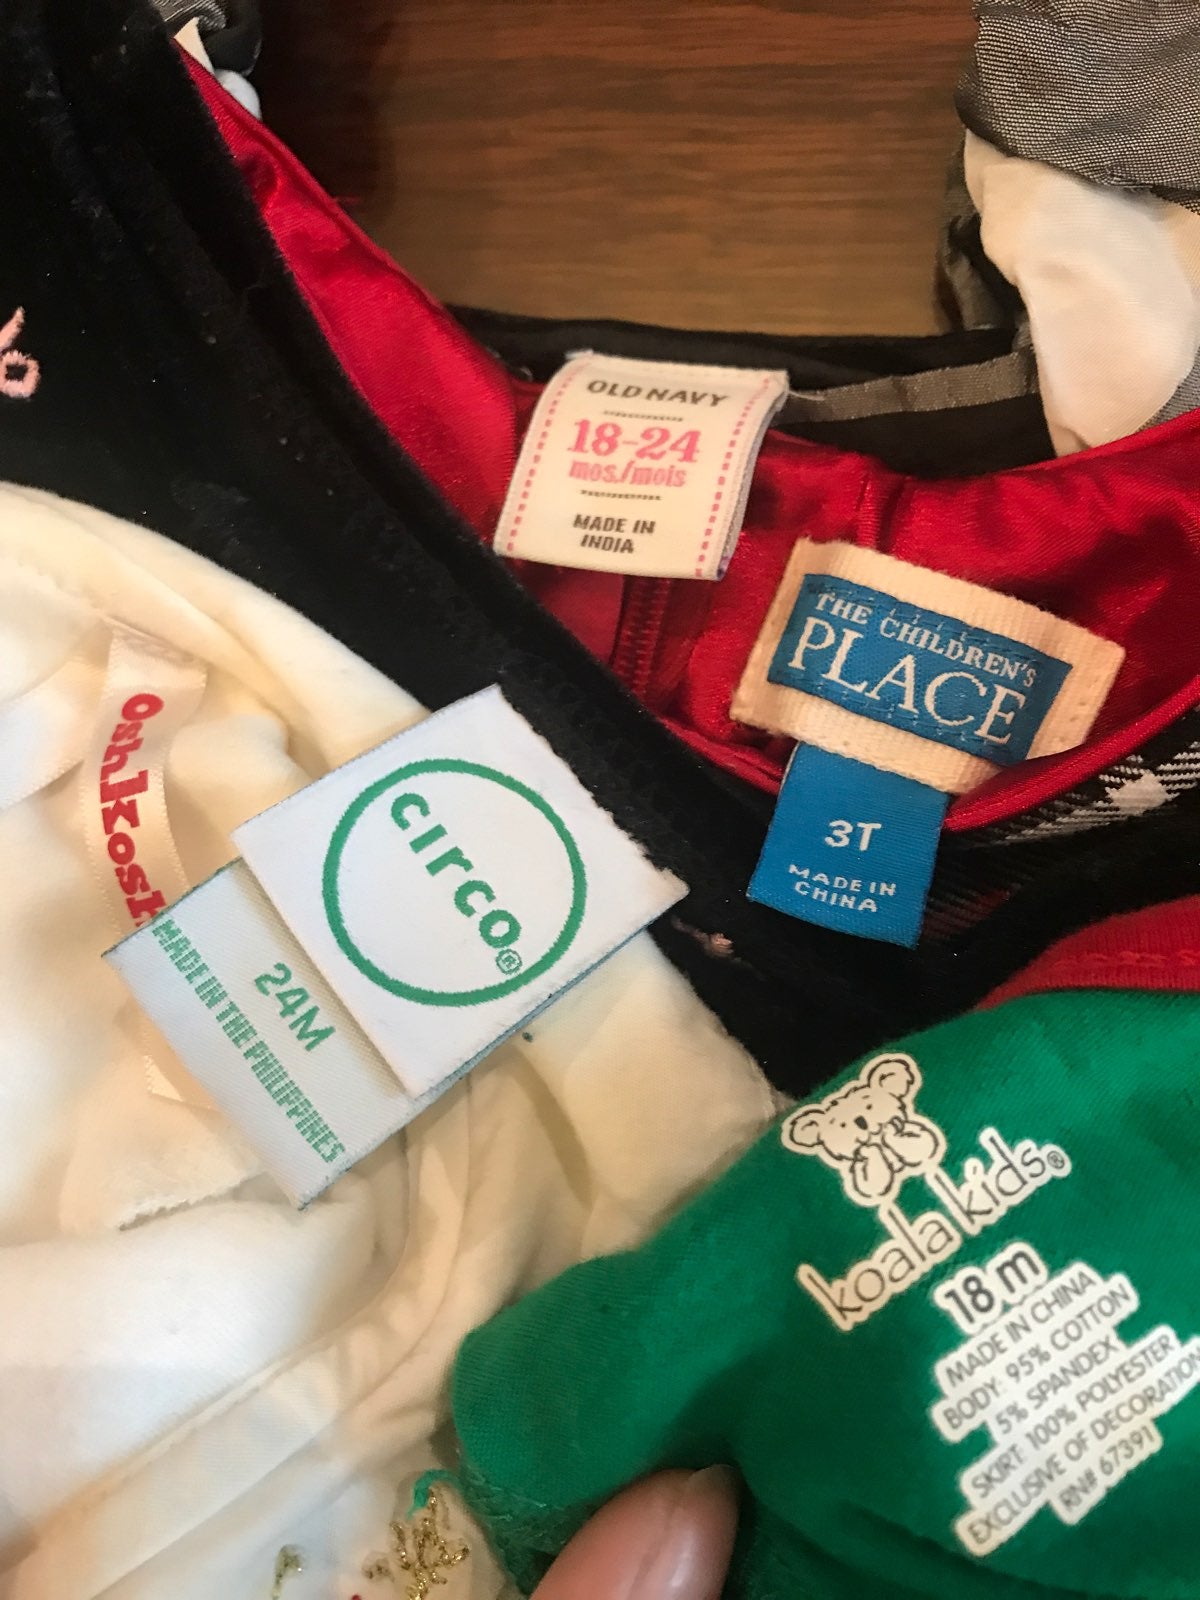 OLD NAVY
18-24
mos./mois
MADE IN
INDIA
THE CHILDREN'S
PLACE
3T
MADE IN
CHINA
Oshkosh
circo®
24M
MADE IN THE PHILIPPINES
koala kids®
18 m
MADE IN CHINA
BODY: 95% COTTON
5% SPANDEX
SKIRT: 100% POLYESTER
EXCLUSIVE OF DECORATION
RN# 67391